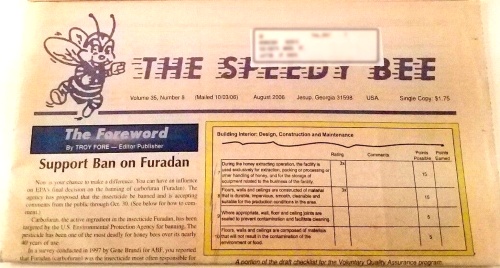 THE SPEEDY BEE
Volume 35, Number 8 (Mailed 10/03/06) August 2006 Jesup, Georgia 31598 USA Single Copy: $1.75
The Foreword
By TROY FORE — Editor Publisher
Support Ban on Furadan
Now is your chance to make a difference. You can have an influence
on EPA's final decision on the banning of carbofuran (Furadan). The
agency has proposed that the insecticide be banned and is accepting
comments from the public through Oct. 30. (See below for how to com-
ment.)
Carbofuran, the active ingredient in the insecticide Furadan, has been
targeted by the U.S. Environmental Protection Agency for banning. The
pesticide has been one of the most deadly for honey bees over its nearly
40 years of use.
In a survey conducted in 1997 by Gene Brandi for ABF, you reported
that Furadan (carbofuran) was the insecticide most often responsible for
Building Interior: Design, Construction and Maintenance
Rating Comments Points Possible Points Earned
During the honey extracting operation, the facility is
used exclusively for extraction, packing or processing or
other handling of honey, and for the storage of
equipment related to the business of the facility.
3x
15
Floors, walls and ceilings are constructed of material
that is durable, impervious, smooth, cleanable and
suitable for the production conditions in the area.
3x
Where appropriate, wall, floor and ceiling joints are
sealed to prevent contamination and facilitate cleaning.
Floors, walls and ceilings are composed of materials
that will not result in the contamination of the
environment of food.
A portion of the draft checklist for the Voluntary Quality Assurance program